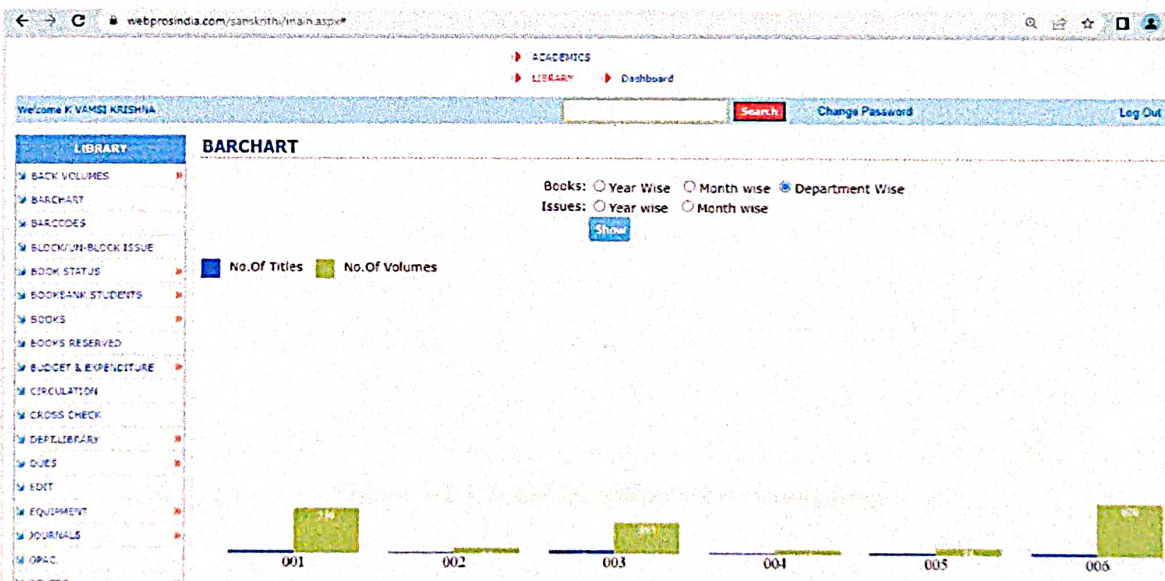 webprosindia.com/sanskrithi/main.aspx#
ACADEMICS
LIBRARY Dashboard
Welcome K VAMSI KRISHNA Search Change Password Log Out
LIBRARY
BARCHART
BACK VOLUMES
BARCHART
BARCODES
BLOCK/UN-BLOCK ISSUE
BOOK STATUS
BOOKBANK STUDENTS
BOOKS
BOOKS RESERVED
BUDGET & EXPENDITURE
CIRCULATION
CROSS CHECK
DEPT.LIBRARY
DUES
EDIT
EQUIPMENT
JOURNALS
OPAC
Books: Year Wise Month wise Department Wise
Issues: Year wise Month wise
Show
No.Of Titles No.Of Volumes
001 002 003 004 005 006